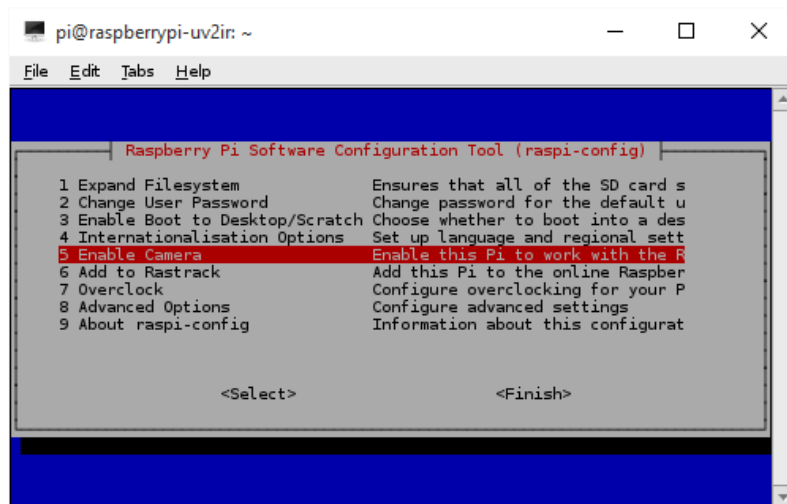 pi@raspberrypi-uv2ir: ~
File Edit Tabs Help
Raspberry Pi Software Configuration Tool (raspi-config)
1 Expand Filesystem Ensures that all of the SD card s
2 Change User Password Change password for the default u
3 Enable Boot to Desktop/Scratch Choose whether to boot into a des
4 Internationalisation Options Set up language and regional sett
5 Enable Camera Enable this Pi to work with the R
6 Add to Rastrack Add this Pi to the online Raspber
7 Overclock Configure overclocking for your P
8 Advanced Options Configure advanced settings
9 About raspi-config Information about this configurat
<Select> <Finish>